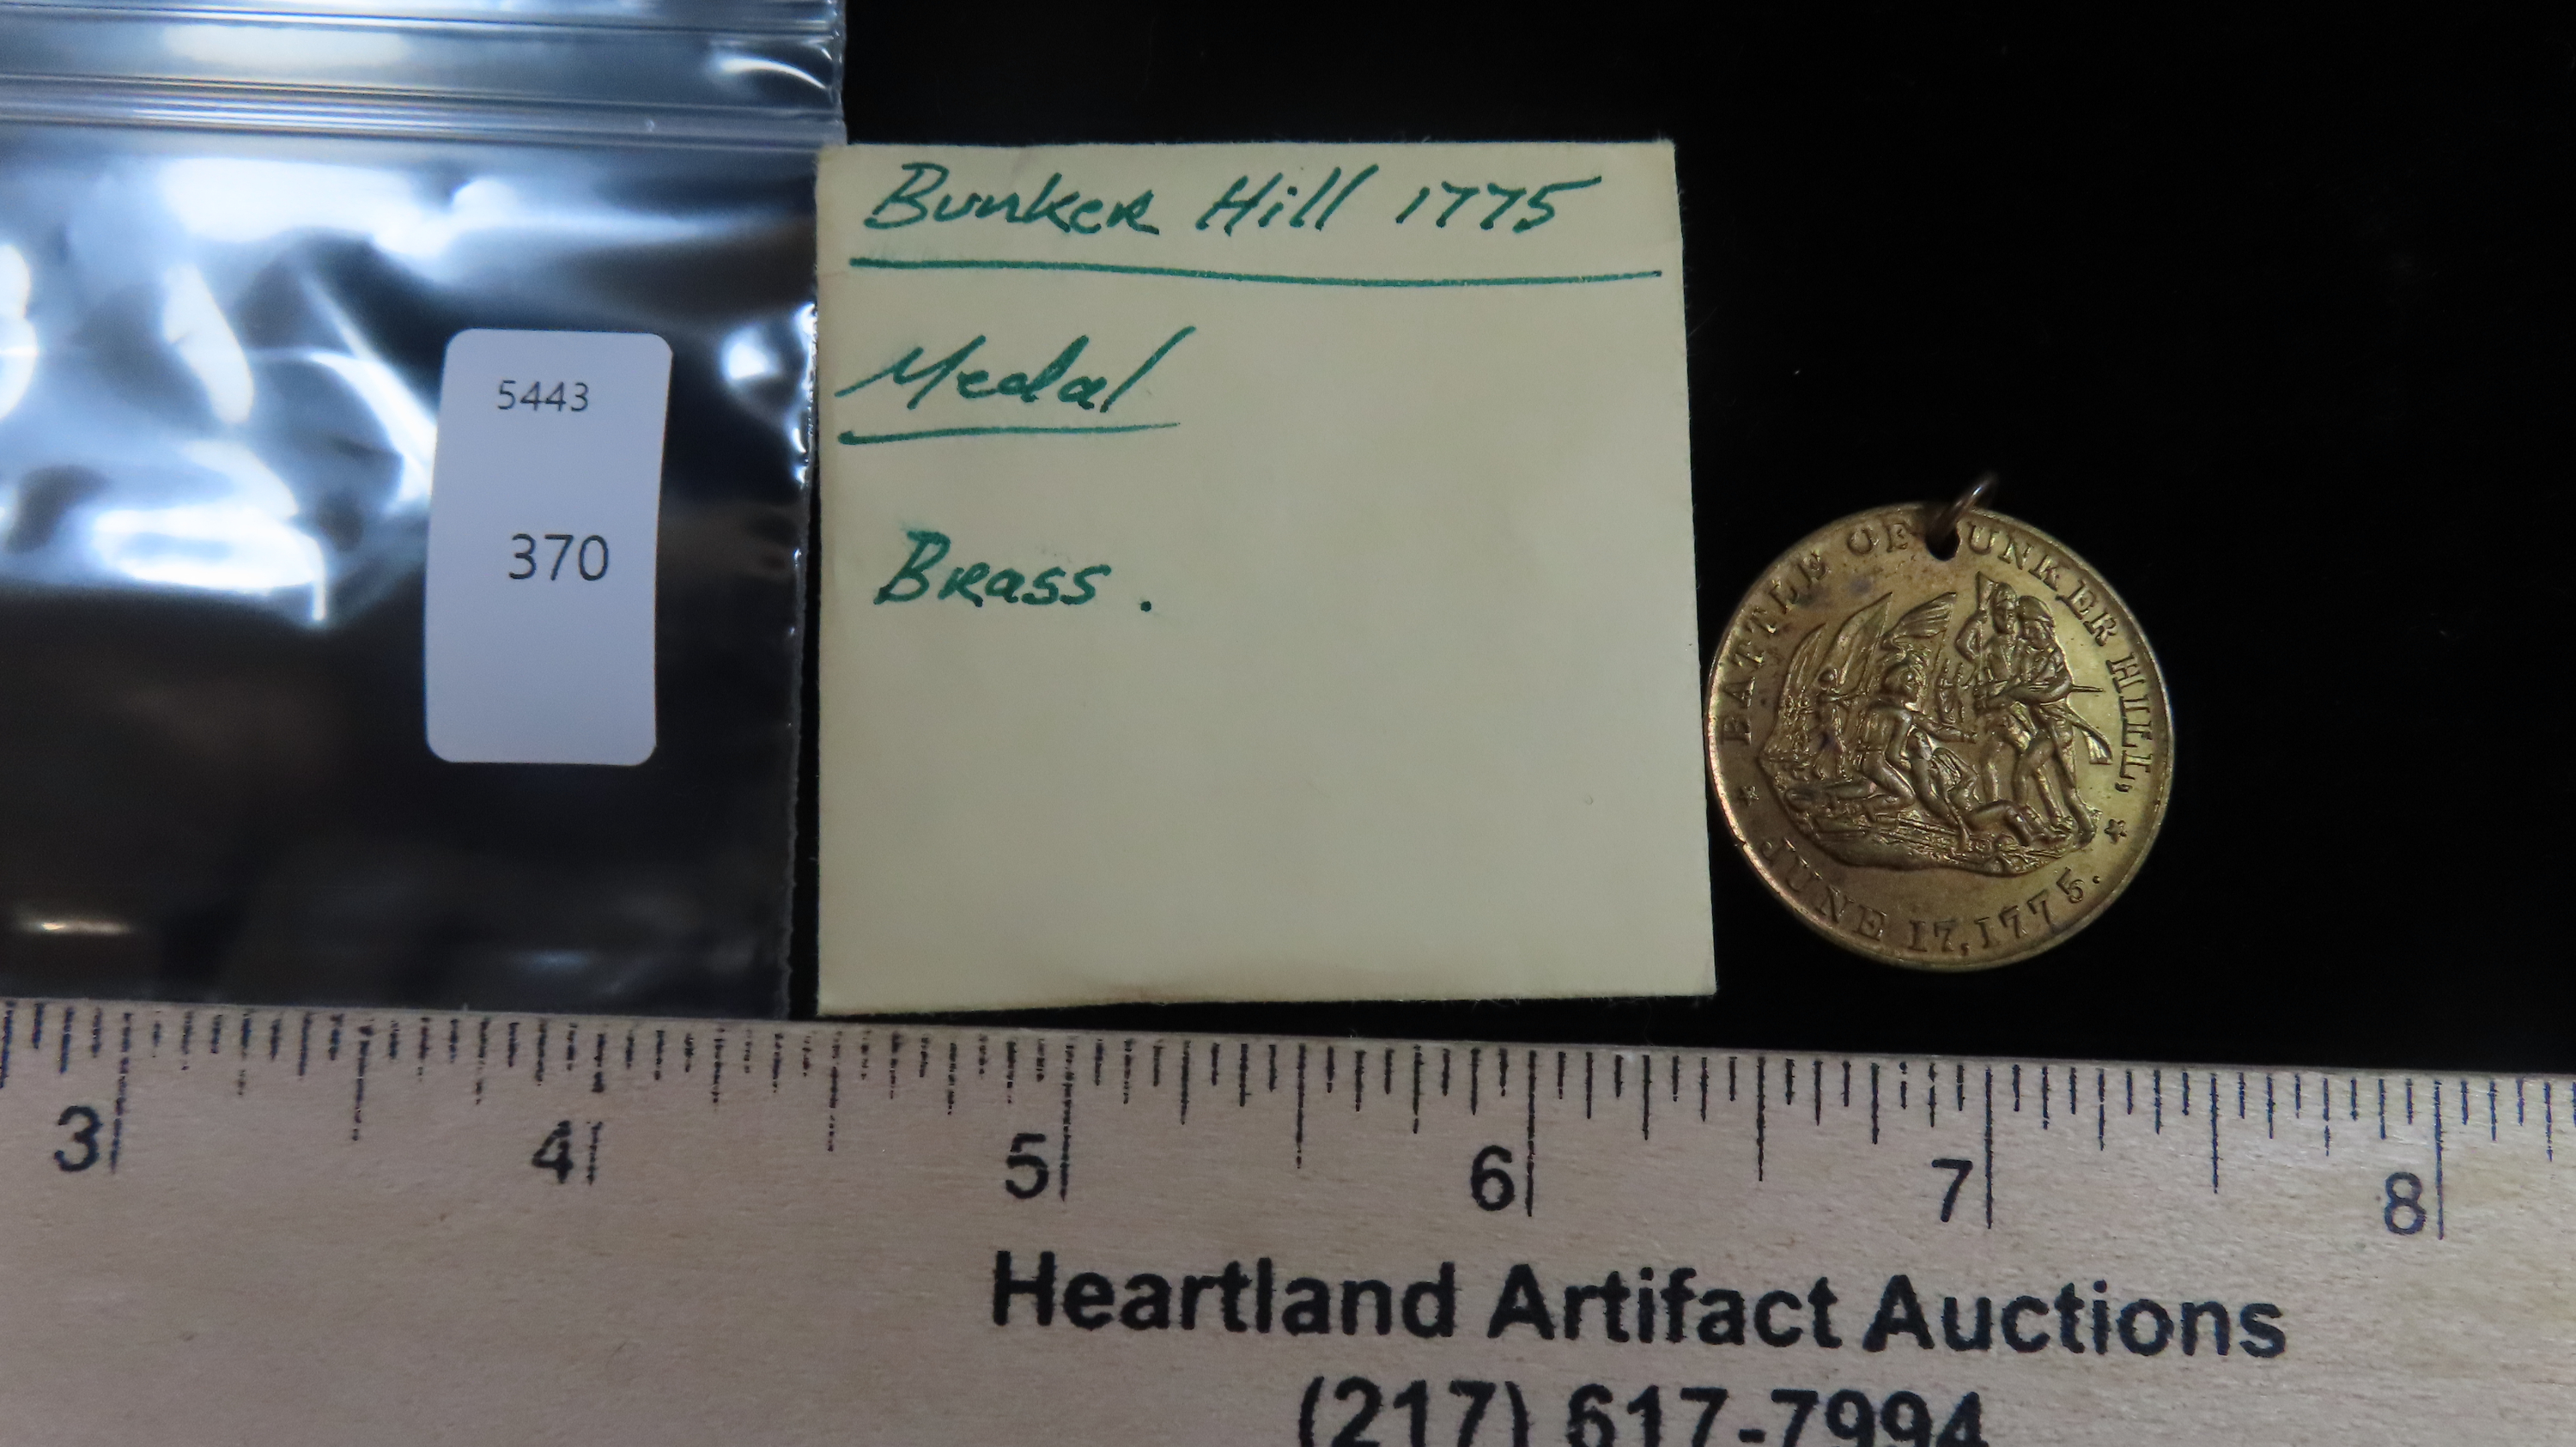 5443
370
Bunker Hill 1775
Medal
Brass.
BATTLE OF UNKER HILL,
* JUNE 17, 1775. *
3 4 5 6 7 8
Heartland Artifact Auctions
(217) 617-7994